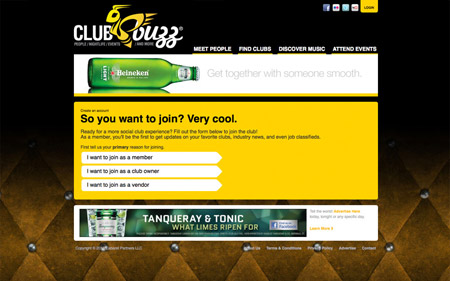 CLUB Buzz
PEOPLE | NIGHTLIFE | EVENTS | AND MORE.
LOGIN
MEET PEOPLE FIND CLUBS DISCOVER MUSIC ATTEND EVENTS
Heineken
Get together with someone smooth.
Create an account
So you want to join? Very cool.
Ready for a more social club experience? Fill out the form below to join the club!
As a member, you'll be the first to get updates on your favorite clubs, industry news, and even job classifieds.
First tell us your primary reason for joining.
I want to join as a member
I want to join as a club owner
I want to join as a vendor
TANQUERAY & TONIC
WHAT LIMES RIPEN FOR
Tell the world
today, tonight or any specific day.
Learn More
Copyright © Partners LLC.
About Us Terms & Conditions Privacy Policy Advertise Contact